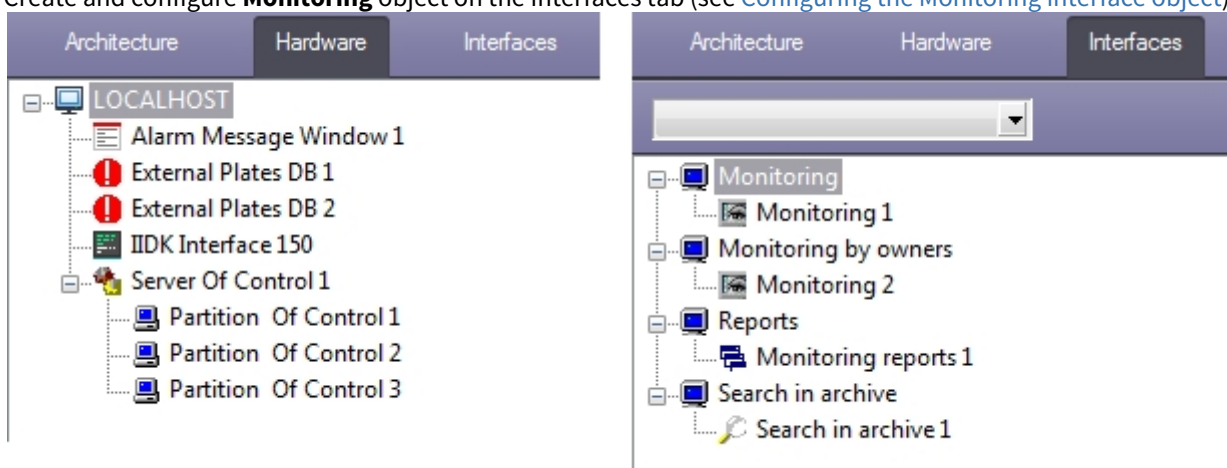 Create and configure Monitoring object on the Interfaces tab (see Configuring the Monitoring interface object)
Architecture Hardware Interfaces
LOCALHOST
Alarm Message Window 1
External Plates DB 1
External Plates DB 2
IIDK Interface 150
Server Of Control 1
Partition Of Control 1
Partition Of Control 2
Partition Of Control 3
Architecture Hardware Interfaces
Monitoring
Monitoring 1
Monitoring by owners
Monitoring 2
Reports
Monitoring reports 1
Search in archive
Search in archive 1